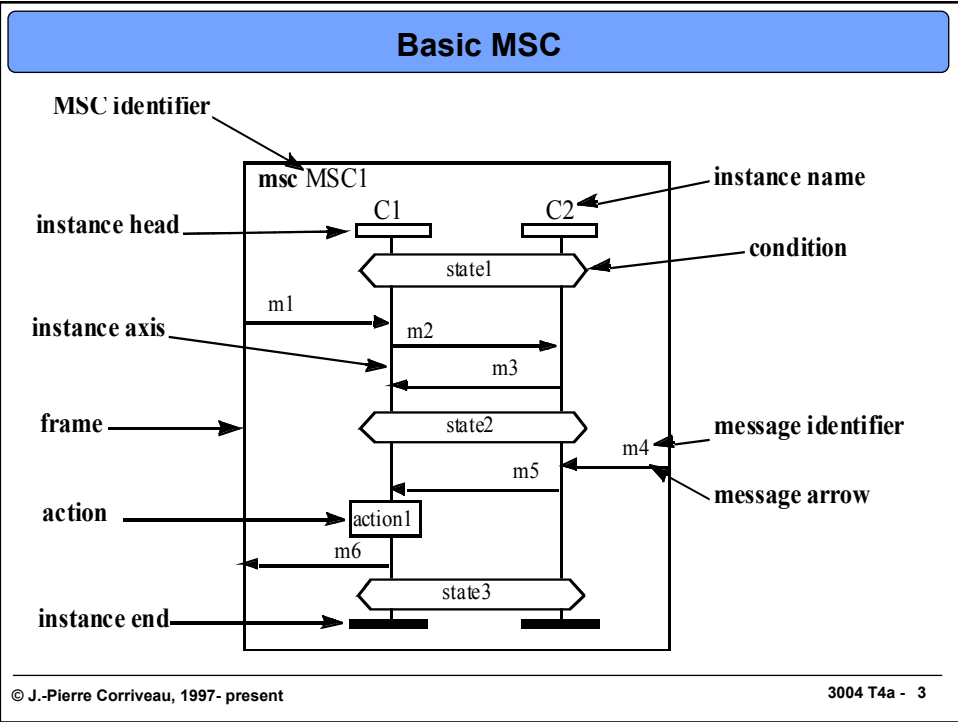 Basic MSC
MSC identifier
msc MSC1
instance name
C1
C2
instance head
condition
state1
m1
instance axis
m2
m3
frame
state2
message identifier
m4
m5
message arrow
action
action1
m6
state3
instance end
© J.-Pierre Corriveau, 1997- present
3004 T4a - 3